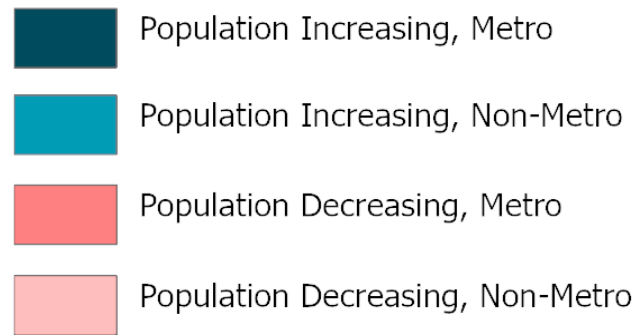 Population Increasing, Metro
Population Increasing, Non-Metro
Population Decreasing, Metro
Population Decreasing, Non-Metro